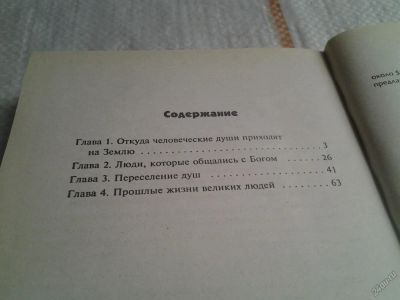 Содержание
Глава 1. Откуда человеческие души приходят
на Землю 3
Глава 2. Люди, которые общались с Богом 26
Глава 3. Переселение душ 41
Глава 4. Прошлые жизни великих людей 63
около